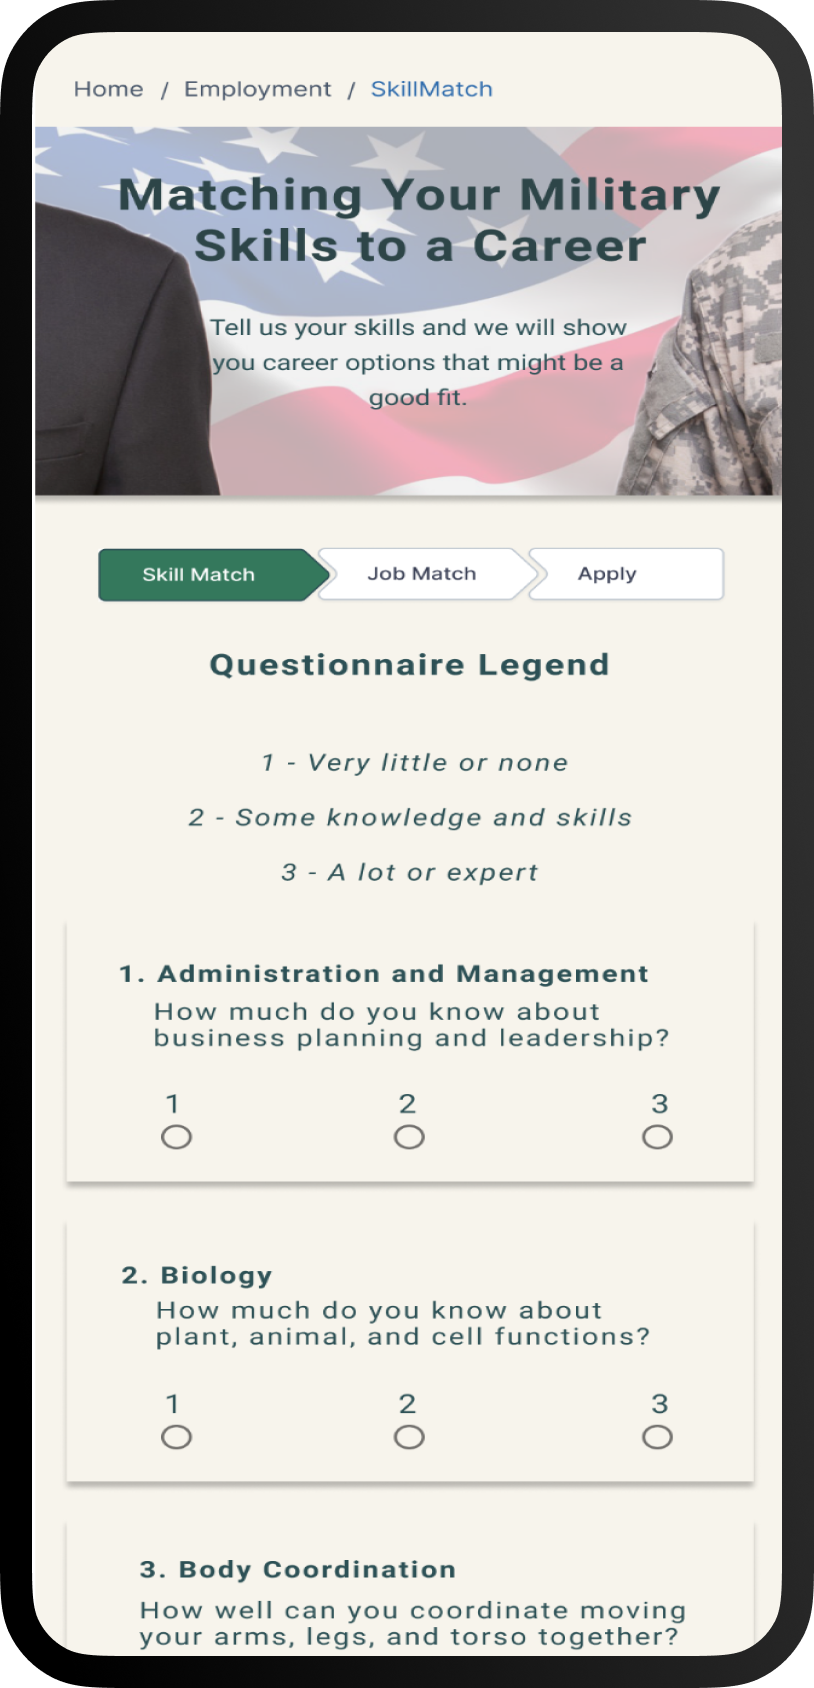 Home / Employment / SkillMatch
Matching Your Military
Skills to a Career
Tell us your skills and we will show
you career options that might be a
good fit.
Skill Match
Job Match
Apply
Questionnaire Legend
1 - Very little or none
2 - Some knowledge and skills
3 - A lot or expert
1. Administration and Management
How much do you know about
business planning and leadership?
1 2 3
2. Biology
How much do you know about
plant, animal, and cell functions?
1 2 3
3. Body Coordination
How well can you coordinate moving
your arms, legs, and torso together?